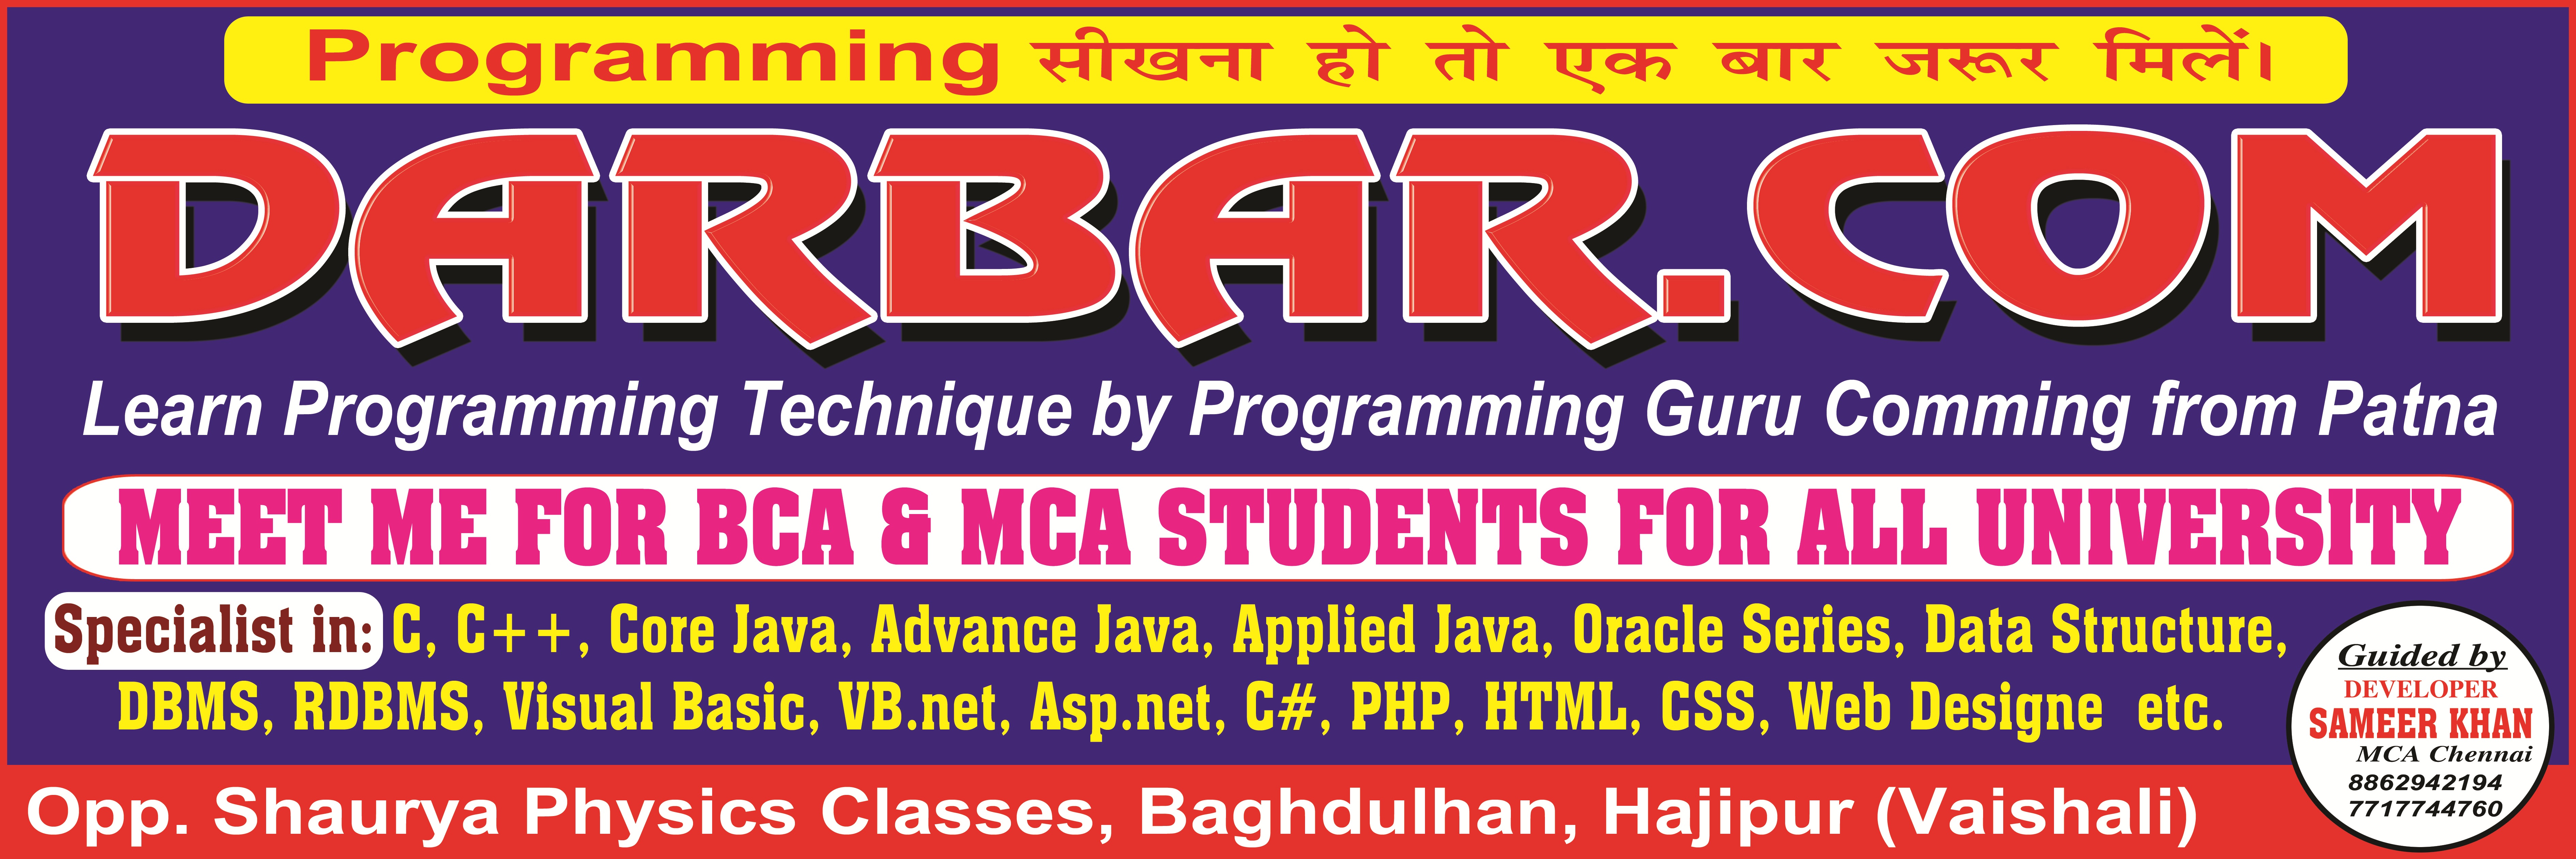 Programming सीखना हो तो एक बार जरूर मिलें।
DARBAR.COM
Learn Programming Technique by Programming Guru Comming from Patna
MEET ME FOR BCA & MCA STUDENTS FOR ALL UNIVERSITY
Specialist in: C, C++, Core Java, Advance Java, Applied Java, Oracle Series, Data Structure,
DBMS, RDBMS, Visual Basic, VB.net, Asp.net, C#, PHP, HTML, CSS, Web Designe etc.
Guided by
DEVELOPER
SAMEER KHAN
MCA Chennai
8862942194
7717744760
Opp. Shaurya Physics Classes, Baghdulhan, Hajipur (Vaishali)